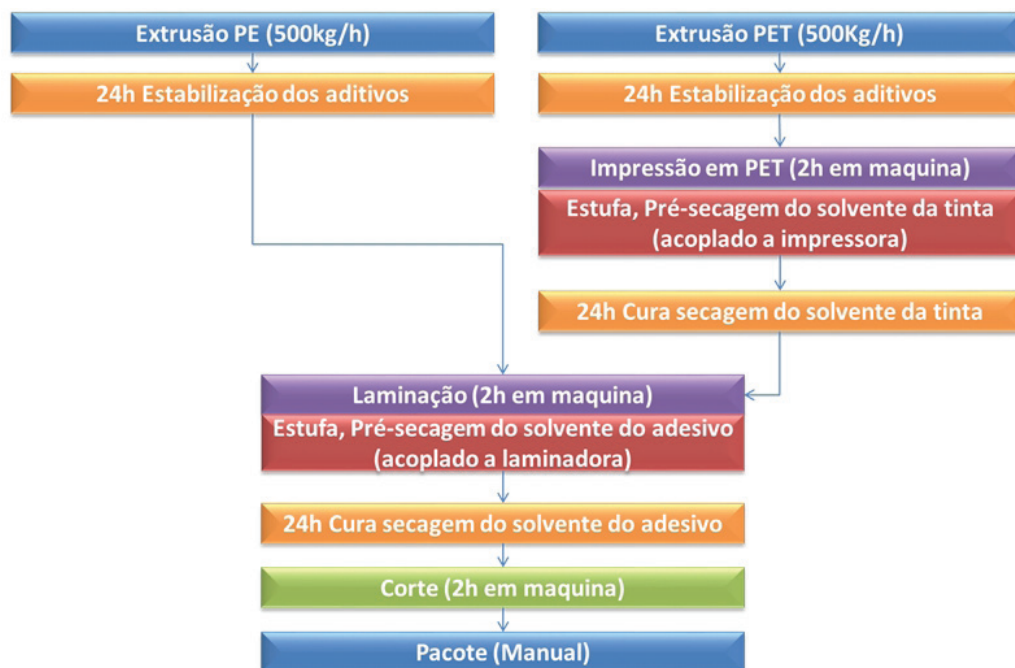 Extrusão PE (500kg/h)
24h Estabilização dos aditivos
Extrusão PET (500Kg/h)
24h Estabilização dos aditivos
Impressão em PET (2h em maquina)
Estufa, Pré-secagem do solvente da tinta
(acoplado a impressora)
24h Cura secagem do solvente da tinta
Laminação (2h em maquina)
Estufa, Pré-secagem do solvente do adesivo
(acoplado a laminadora)
24h Cura secagem do solvente do adesivo
Corte (2h em maquina)
Pacote (Manual)